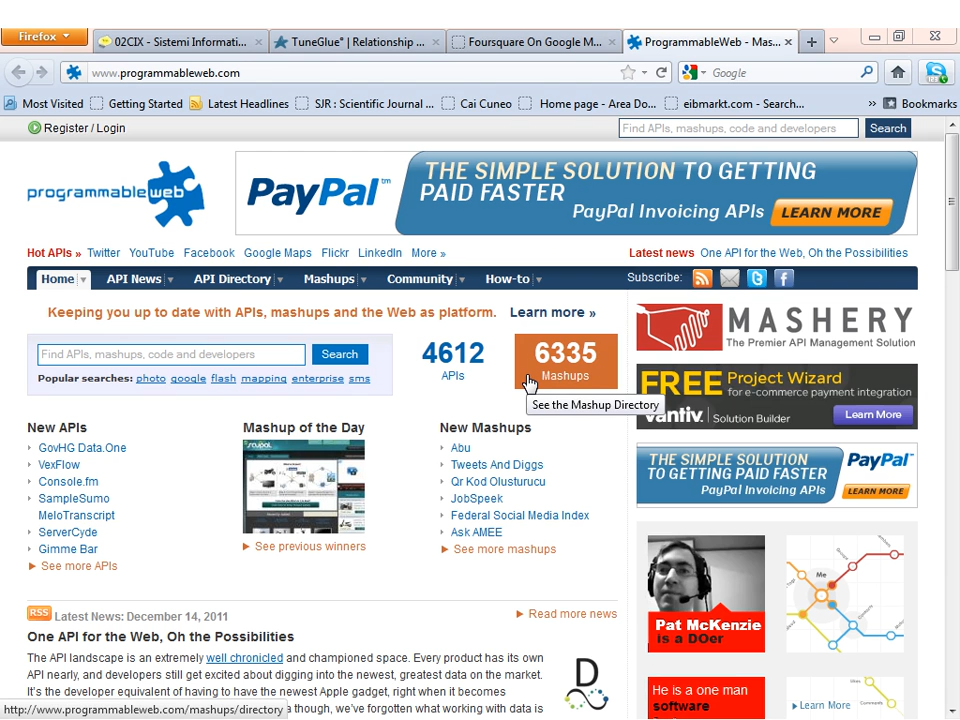 Firefox
02CIX - Sistemi Informati...
TuneGlue° | Relationship ...
Foursquare On Google M...
ProgrammableWeb - Mas...
www.programmableweb.com
Google
Most Visited
Getting Started
Latest Headlines
SJR : Scientific Journal ...
Cai Cuneo
Home page - Area Do...
eibmarkt.com - Search...
»
Bookmarks
Register / Login
Find APIs, mashups, code and developers
Search
programmableweb
PayPal™
THE SIMPLE SOLUTION TO GETTING
PAID FASTER
PayPal Invoicing APIs
LEARN MORE
Hot APIs » Twitter YouTube Facebook Google Maps Flickr LinkedIn More »
Latest news One API for the Web, Oh the Possibilities
Home API News API Directory Mashups Community How-to
Subscribe:
Keeping you up to date with APIs, mashups and the Web as platform. Learn more »
Find APIs, mashups, code and developers
Search
Popular searches: photo google flash mapping enterprise sms
4612
APIs
6335
Mashups
See the Mashup Directory
MASHERY
The Premier API Management Solution
FREE Project Wizard
for e-commerce payment integration
vantiv. Solution Builder
Learn More
THE SIMPLE SOLUTION
TO GETTING PAID FASTER
PayPal Invoicing APIs
PayPal™
LEARN MORE
New APIs
GovHG Data.One
VexFlow
Console.fm
SampleSumo
MeloTranscript
ServerCyde
Gimme Bar
See more APIs
Mashup of the Day
See previous winners
New Mashups
Abu
Tweets And Diggs
Qr Kod Olusturucu
JobSpeek
Federal Social Media Index
Ask AMEE
See more mashups
RSS Latest News: December 14, 2011
Read more news
One API for the Web, Oh the Possibilities
The API landscape is an extremely well chronicled and championed space. Every product has its own
API nearly, and developers still get excited about digging into the newest, greatest data on the market.
It's the developer equivalent of having to have the newest Apple gadget, right when it becomes
a though, we've forgotten what working with data is
D
Pat McKenzie
is a DOer
Me
He is a one man
software
Learn More
http://www.programmableweb.com/mashups/directory